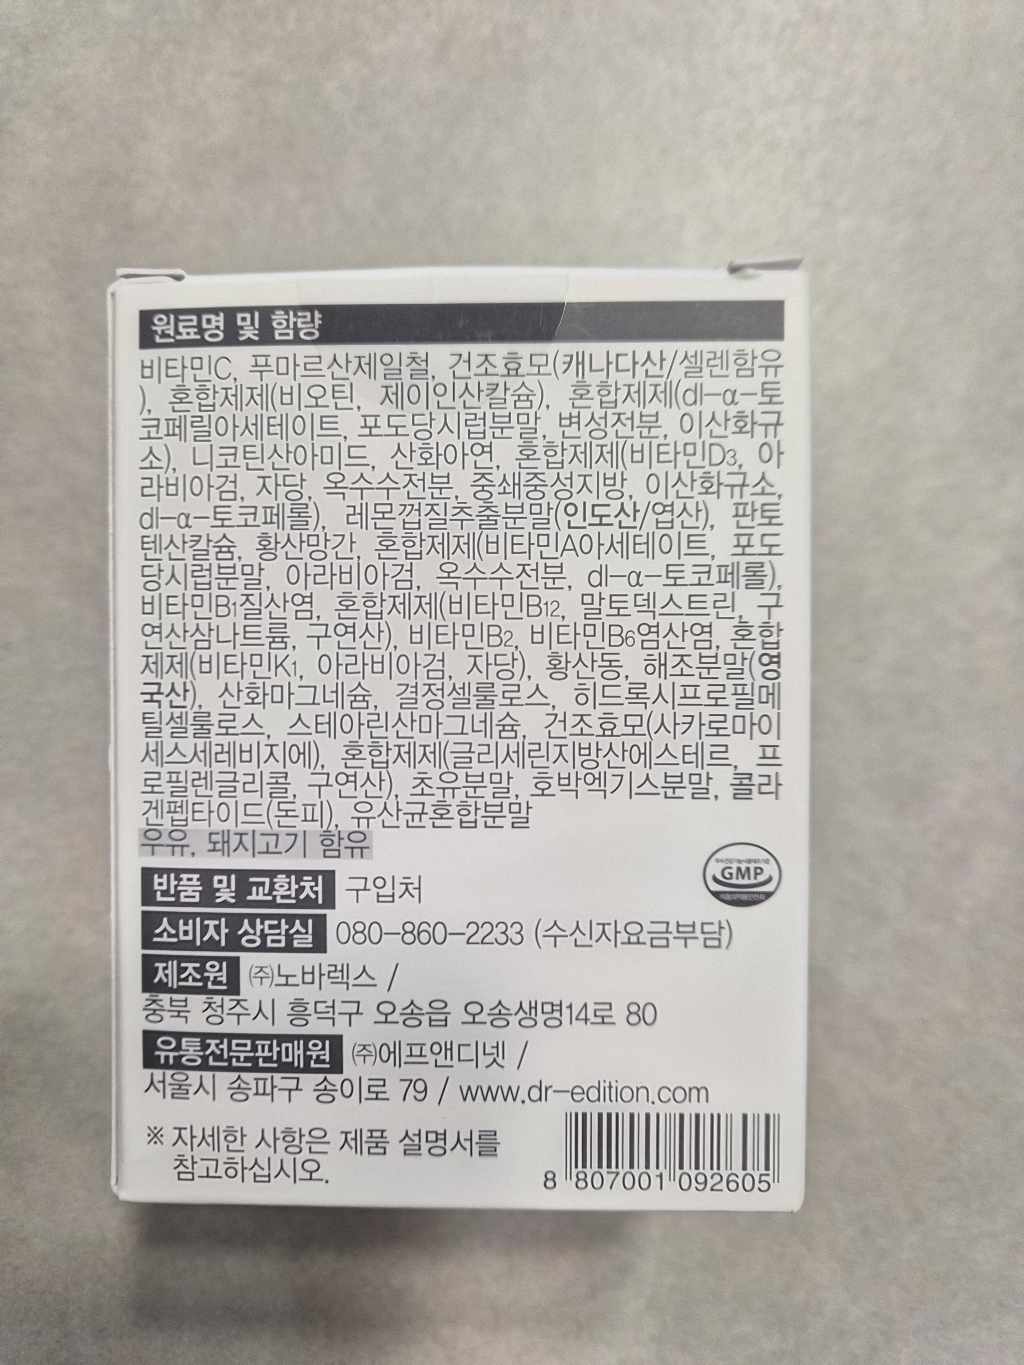 원료명 및 함량
비타민C, 푸마르산제일철, 건조효모(캐나다산/셀렌함유
), 혼합제제(비오틴, 제이인산칼슘), 혼합제제(dl-α-토
코페릴아세테이트, 포도당시럽분말, 변성전분, 이산화규
소), 니코틴산아미드, 산화아연, 혼합제제(비타민D3, 아
라비아검, 자당, 옥수수전분, 중쇄중성지방, 이산화규소,
dl-α-토코페롤), 레몬껍질추출분말(인도산/엽산), 판토
텐산칼슘, 황산망간, 혼합제제(비타민A아세테이트, 포도
당시럽분말, 아라비아검, 옥수수전분, dl-α-토코페롤),
비타민B1질산염, 혼합제제(비타민B12, 말토덱스트린, 구
연산삼나트륨, 구연산), 비타민B2, 비타민B6염산염, 혼합
제제(비타민K1, 아라비아검, 자당), 황산동, 해조분말(영
국산), 산화마그네슘, 결정셀룰로스, 히드록시프로필메
틸셀룰로스, 스테아린산마그네슘, 건조효모(사카로마이
세스세레비지에), 혼합제제(글리세린지방산에스테르, 프
로필렌글리콜, 구연산), 초유분말, 호박엑기스분말, 콜라
겐펩타이드(돈피), 유산균혼합분말
우유, 돼지고기 함유
GMP
반품 및 교환처 구입처
소비자 상담실 080-860-2233 (수신자요금부담)
제조원 ㈜노바렉스 /
충북 청주시 흥덕구 오송읍 오송생명14로 80
유통전문판매원 ㈜에프앤디넷 /
서울시 송파구 송이로 79 / www.dr-edition.com
※ 자세한 사항은 제품 설명서를
참고하십시오.
8 807001 092605